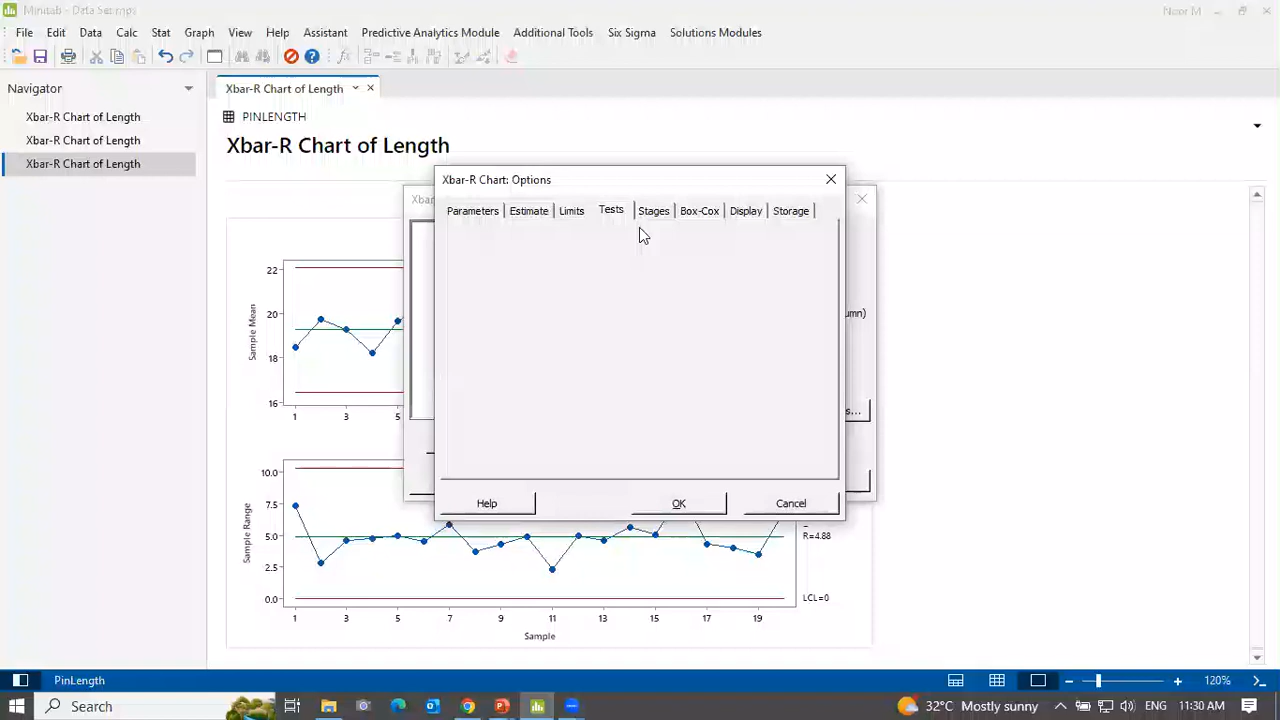 Minitab - Data Set.mpx
Noor M
File Edit Data Calc Stat Graph View Help Assistant Predictive Analytics Module Additional Tools Six Sigma Solutions Modules
Navigator
Xbar-R Chart of Length
Xbar-R Chart of Length
Xbar-R Chart of Length
Xbar-R Chart of Length
PINLENGTH
Xbar-R Chart of Length
Xbar-R Chart: Options
Xbar
Parameters Estimate Limits Tests Stages Box-Cox Display Storage
umn)
s...
Help OK Cancel
22
20
18
16
Sample Mean
1 3 5
10.0
7.5
5.0
2.5
0.0
Sample Range
R=4.88
LCL=0
1 3 5 7 9 11 13 15 17 19
Sample
PinLength
120%
Search
32°C Mostly sunny
11:30 AM